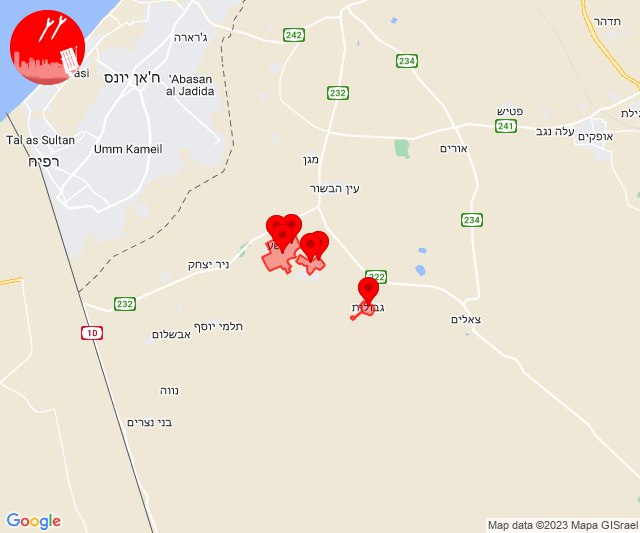 תדהר
ג'רארה
242
234
asi
ח'אן יונס
'Abasan
al Jadida
232
פטיש
גילת
241
עלה נגב
אופקים
Tal as Sultan
Umm Kameil
אורים
רפיח
מגן
עין הבשור
234
ניר יצחק
222
232
גבולות
צאלים
תלמי יוסף
10
אבשלום
נווה
בני נצרים
Google
Map data ©2023 Mapa GISrael